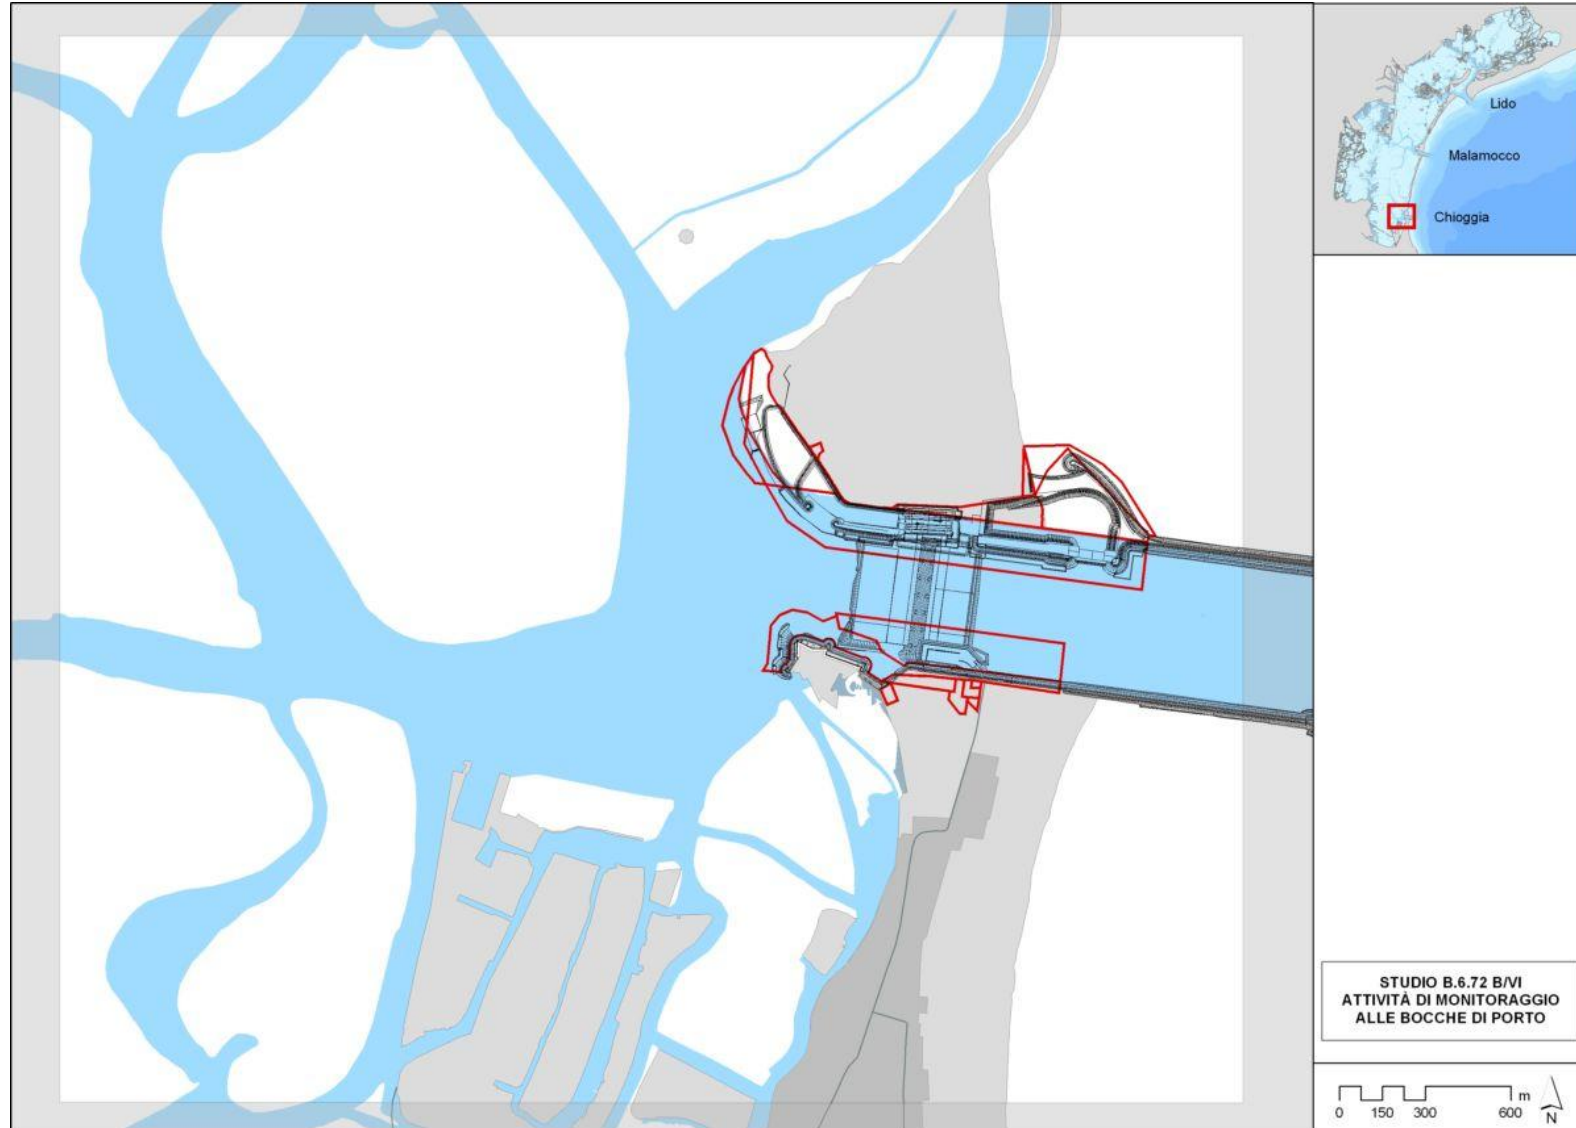 Lido
Malamocco
Chioggia
STUDIO B.6.72 B/VI
ATTIVITÀ DI MONITORAGGIO
ALLE BOCCHE DI PORTO
m
0 150 300 600
N